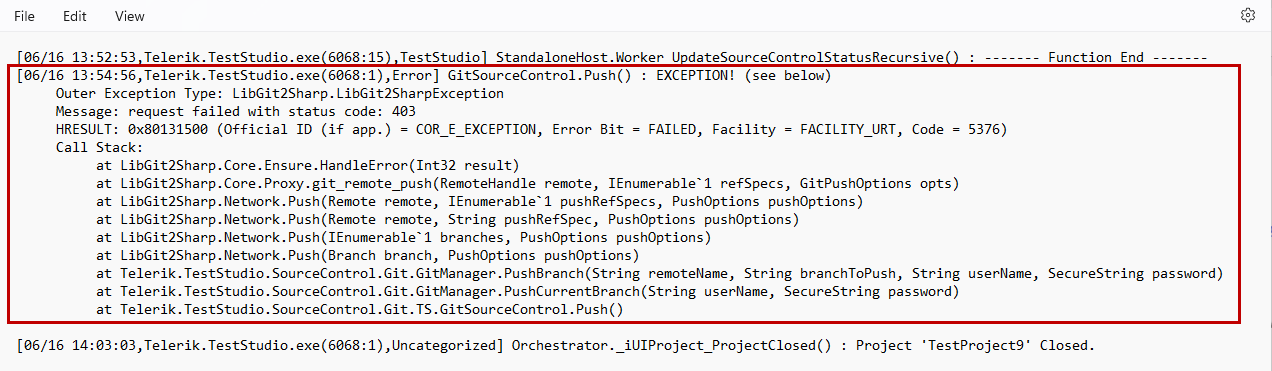 File Edit View
[06/16 13:52:53,Telerik.TestStudio.exe(6068:15),TestStudio] StandaloneHost.Worker UpdateSourceControlStatusRecursive() : ------- Function End -------
[06/16 13:54:56,Telerik.TestStudio.exe(6068:1),Error] GitSourceControl.Push() : EXCEPTION! (see below)
Outer Exception Type: LibGit2Sharp.LibGit2SharpException
Message: request failed with status code: 403
HRESULT: 0x80131500 (Official ID (if app.) = COR_E_EXCEPTION, Error Bit = FAILED, Facility = FACILITY_URT, Code = 5376)
Call Stack:
at LibGit2Sharp.Core.Ensure.HandleError(Int32 result)
at LibGit2Sharp.Core.Proxy.git_remote_push(RemoteHandle remote, IEnumerable`1 refSpecs, GitPushOptions opts)
at LibGit2Sharp.Network.Push(Remote remote, IEnumerable`1 pushRefSpecs, PushOptions pushOptions)
at LibGit2Sharp.Network.Push(Remote remote, String pushRefSpec, PushOptions pushOptions)
at LibGit2Sharp.Network.Push(IEnumerable`1 branches, PushOptions pushOptions)
at LibGit2Sharp.Network.Push(Branch branch, PushOptions pushOptions)
at Telerik.TestStudio.SourceControl.Git.GitManager.PushBranch(String remoteName, String branchToPush, String userName, SecureString password)
at Telerik.TestStudio.SourceControl.Git.GitManager.PushCurrentBranch(String userName, SecureString password)
at Telerik.TestStudio.SourceControl.Git.TS.GitSourceControl.Push()
[06/16 14:03:03,Telerik.TestStudio.exe(6068:1),Uncategorized] Orchestrator._iUIProject_ProjectClosed() : Project 'TestProject9' Closed.